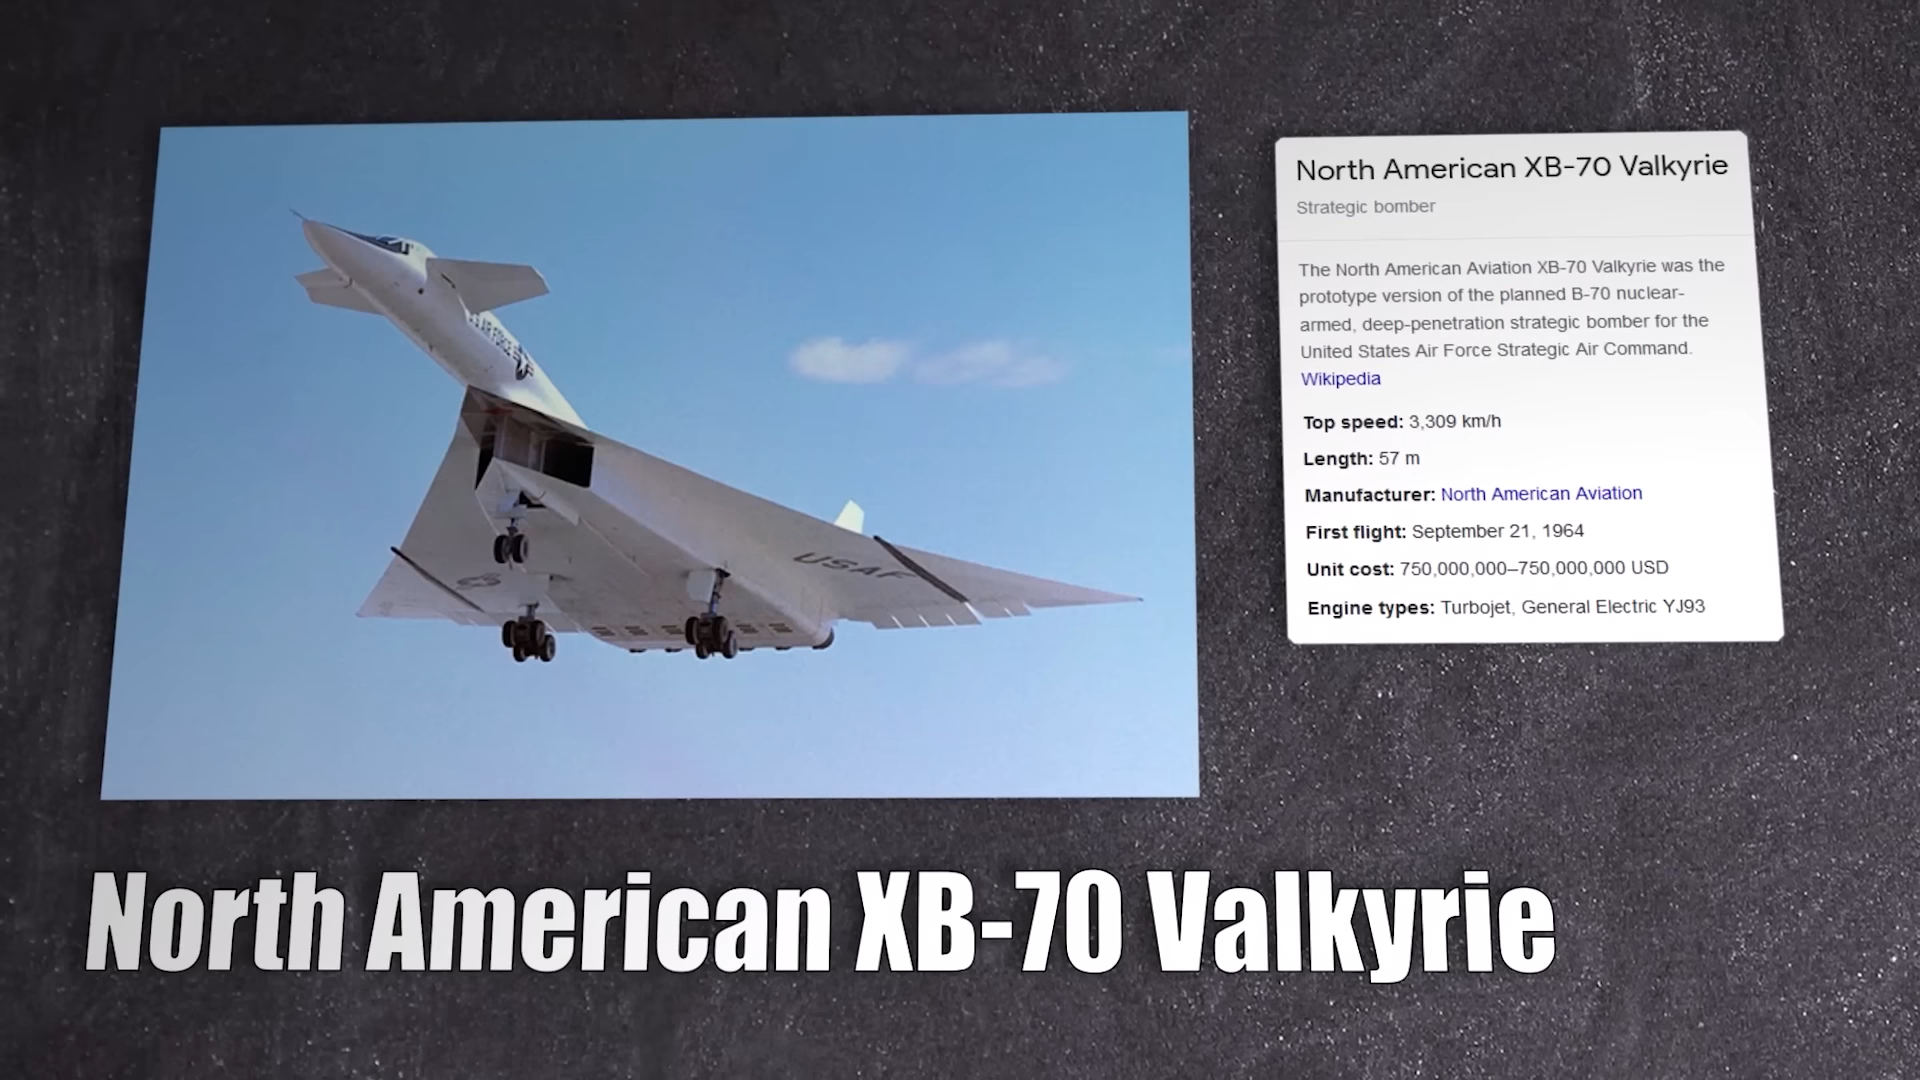 North American XB-70 Valkyrie
Strategic bomber
The North American Aviation XB-70 Valkyrie was the
prototype version of the planned B-70 nuclear-
armed, deep-penetration strategic bomber for the
United States Air Force Strategic Air Command.
Wikipedia
Top speed: 3,309 km/h
Length: 57 m
Manufacturer: North American Aviation
First flight: September 21, 1964
Unit cost: 750,000,000–750,000,000 USD
Engine types: Turbojet, General Electric YJ93
U.S. AIR FORCE
USAF
North American XB-70 Valkyrie